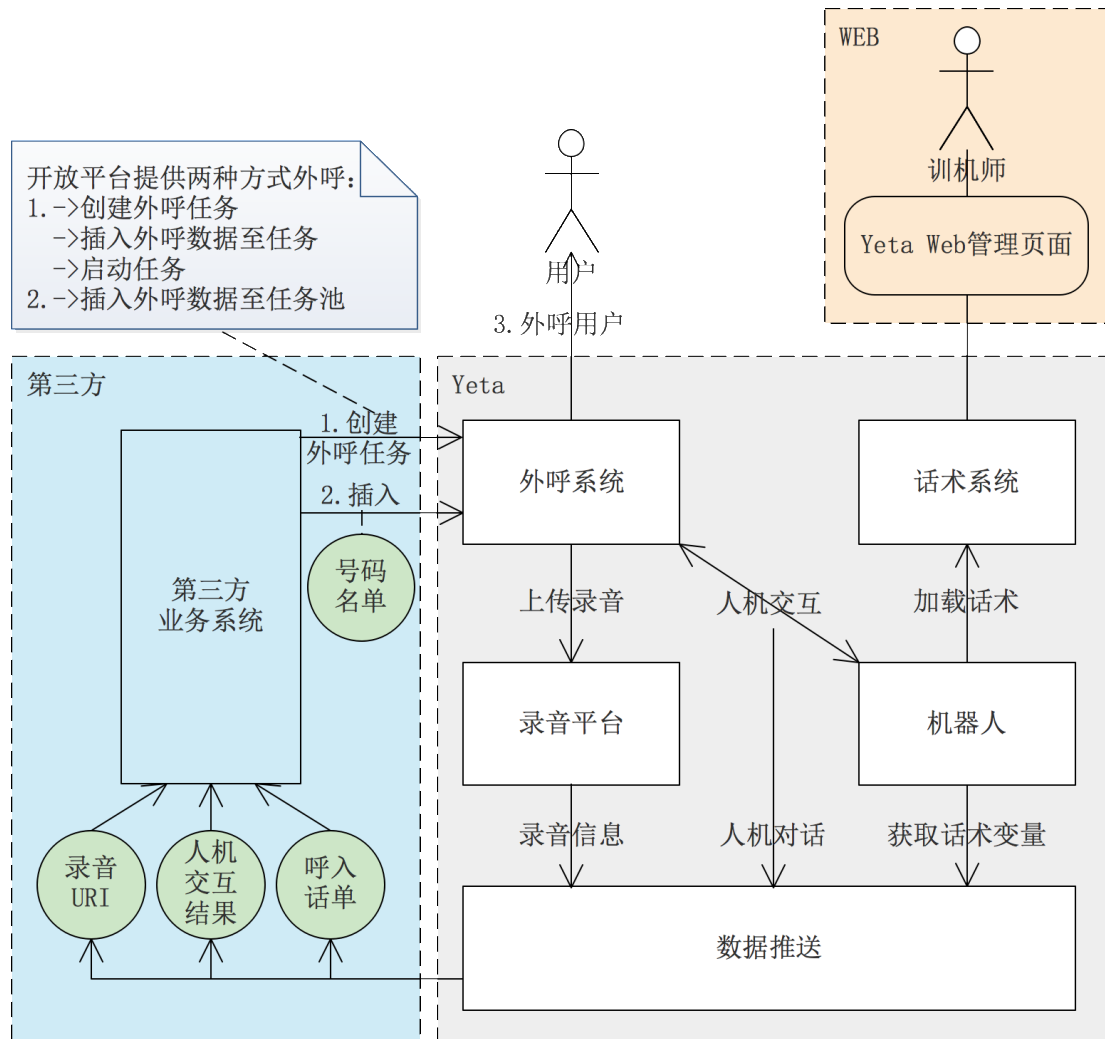 WEB
训机师
Yeta Web管理页面
开放平台提供两种方式外呼:
1.->创建外呼任务
->插入外呼数据至任务
->启动任务
2.->插入外呼数据至任务池
用户
3.外呼用户
第三方
Yeta
1.创建
外呼任务
2.插入
号码
名单
第三方
业务系统
外呼系统
话术系统
上传录音
人机交互
加载话术
录音平台
机器人
录音信息
人机对话
获取话术变量
录音
URI
人机
交互
结果
呼入
话单
数据推送